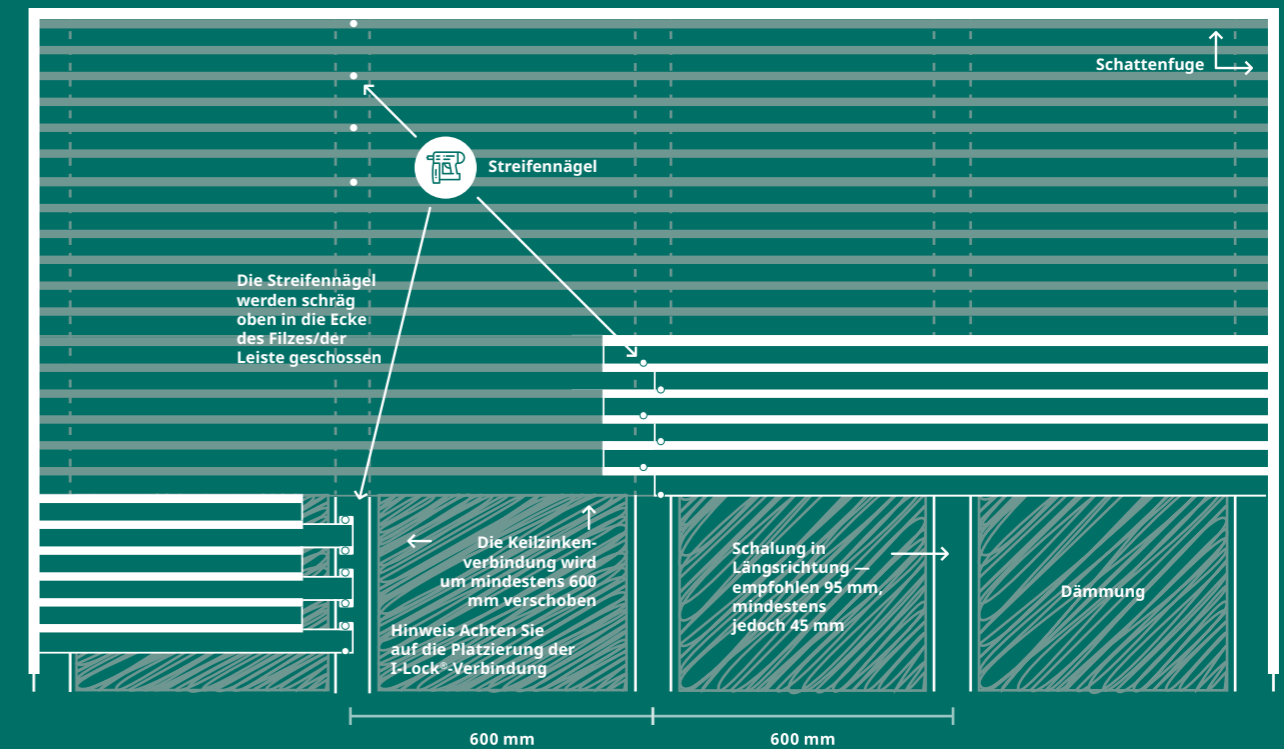 Schattenfuge
Streifennägel
Die Streifennägel
werden schräg
oben in die Ecke
des Filzes/der
Leiste geschossen
Die Keilzinken-
verbindung wird
um mindestens 600
mm verschoben
Hinweis Achten Sie
auf die Platzierung der
I-Lock®-Verbindung
Schalung in
Längsrichtung —
empfohlen 95 mm,
mindestens
jedoch 45 mm
Dämmung
600 mm
600 mm